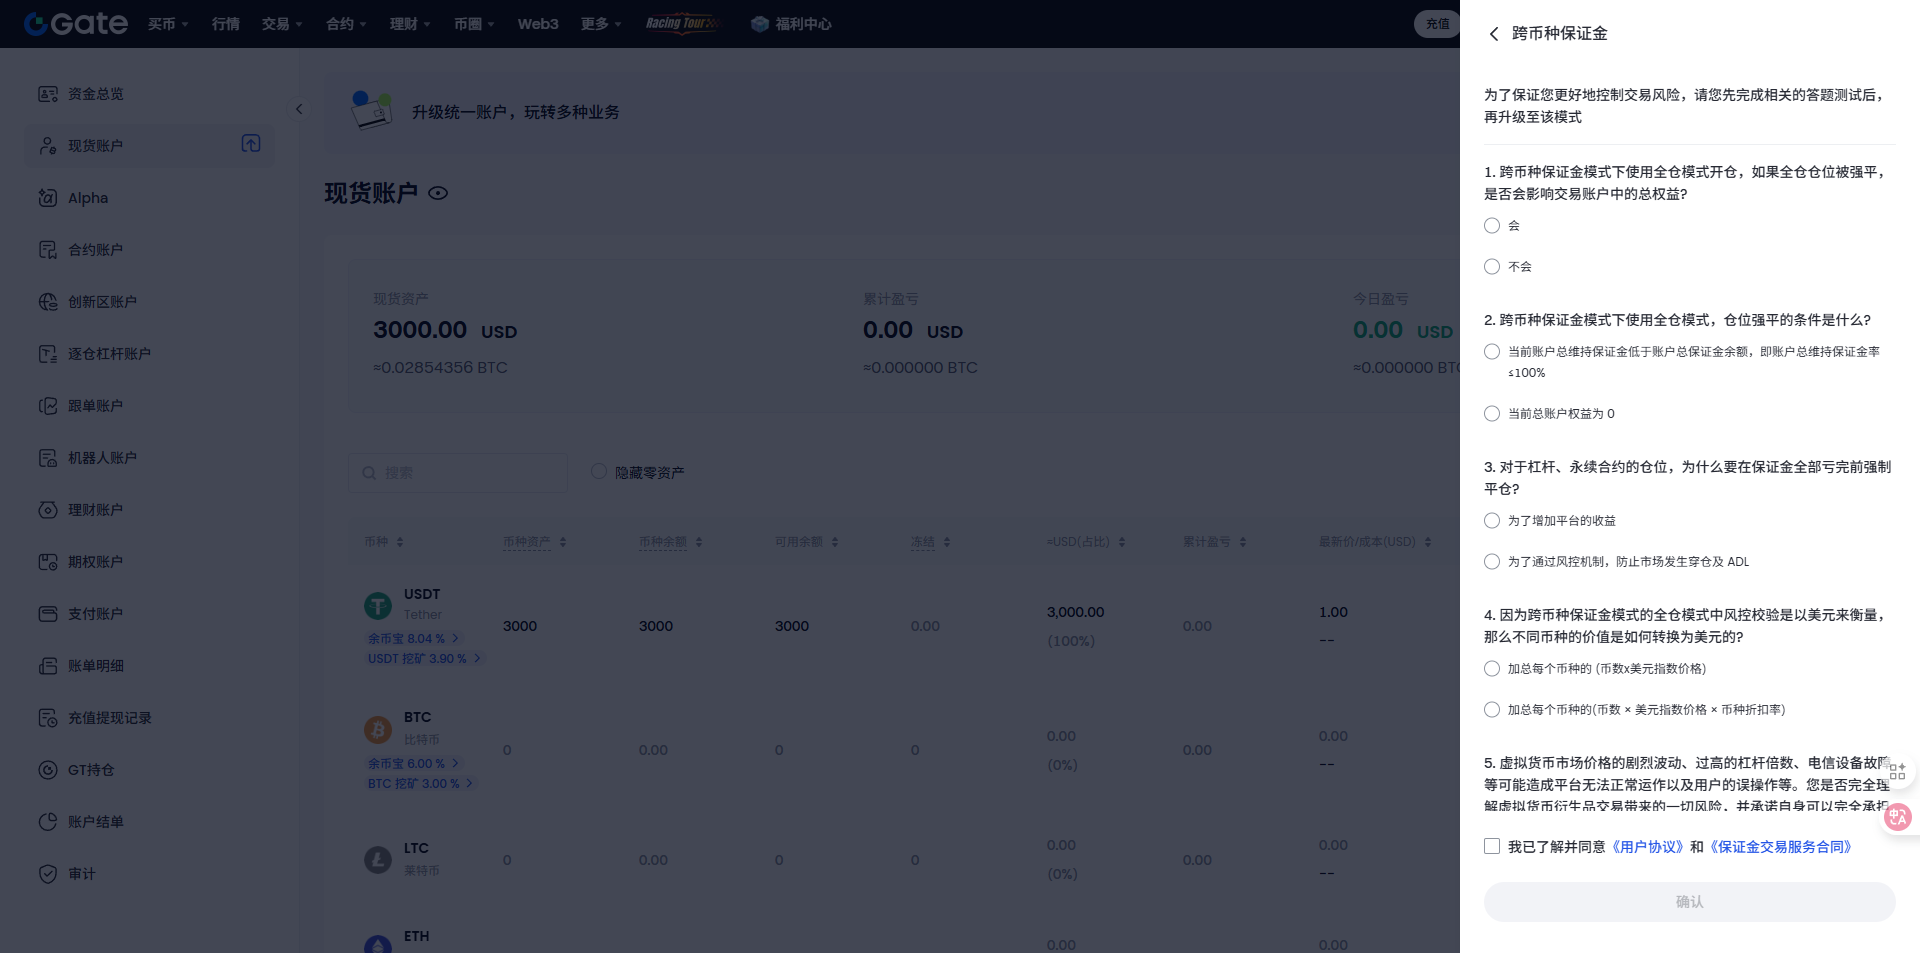 Gate 买币 行情 交易 合约 理财 币圈 Web3 更多 Racing Tour 福利中心 充值
资金总览
现货账户
Alpha
合约账户
创新区账户
逐仓杠杆账户
跟单账户
机器人账户
理财账户
期权账户
支付账户
账单明细
充值提现记录
GT持仓
账户结单
审计
升级统一账户，玩转多种业务
现货账户
现货资产 累计盈亏 今日盈亏
3000.00 USD 0.00 USD 0.00 USD
≈0.02854356 BTC ≈0.000000 BTC ≈0.000000 BTC
搜索 隐藏零资产
币种 币种资产 币种余额 可用余额 冻结 ≈USD(占比) 累计盈亏 最新价/成本(USD)
USDT
Tether
余币宝 8.04 %
USDT 挖矿 3.90 %
3000 3000 3000 0.00 3,000.00 0.00 1.00
(100%) --
BTC
比特币
余币宝 6.00 %
BTC 挖矿 3.00 %
0 0.00 0 0 0.00 0.00 0.00
(0%) --
LTC
莱特币
0 0.00 0 0 0.00 0.00 0.00
(0%) --
ETH
0.00 0.00
跨币种保证金
为了保证您更好地控制交易风险，请您先完成相关的答题测试后，
再升级至该模式
1. 跨币种保证金模式下使用全仓模式开仓，如果全仓仓位被强平，
是否会影响交易账户中的总权益?
会
不会
2. 跨币种保证金模式下使用全仓模式，仓位强平的条件是什么?
当前账户总维持保证金低于账户总保证金余额，即账户总维持保证金率
≤100%
当前总账户权益为 0
3. 对于杠杆、永续合约的仓位，为什么要在保证金全部亏完前强制
平仓?
为了增加平台的收益
为了通过风控机制，防止市场发生穿仓及 ADL
4. 因为跨币种保证金模式的全仓模式中风控校验是以美元来衡量，
那么不同币种的价值是如何转换为美元的?
加总每个币种的 (币数x美元指数价格)
加总每个币种的(币数 × 美元指数价格 × 币种折扣率)
5. 虚拟货币市场价格的剧烈波动、过高的杠杆倍数、电信设备故障
等可能造成平台无法正常运作以及用户的误操作等。您是否完全理
解虚拟货币衍生品交易带来的一切风险，并承诺自身可以完全承担
我已了解并同意《用户协议》和《保证金交易服务合同》
确认